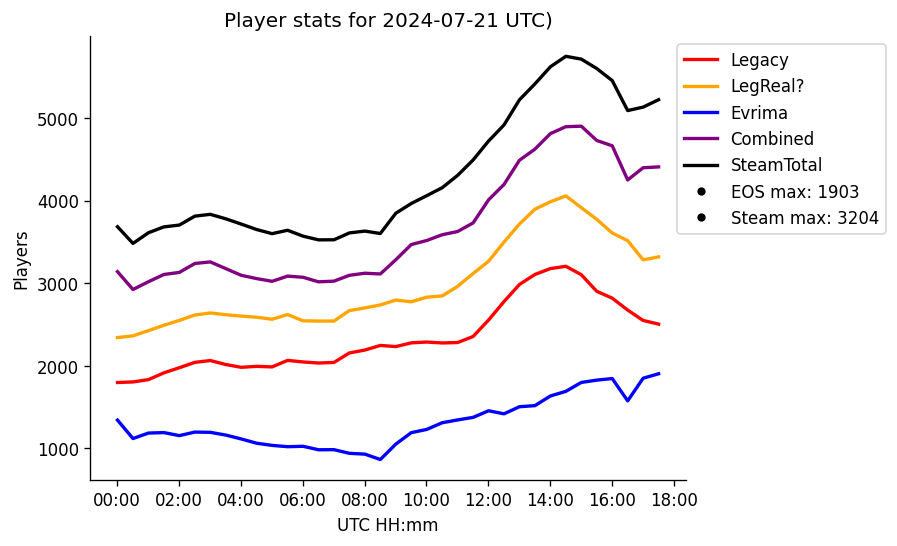 Player stats for 2024-07-21 UTC)
Legacy
LegReal?
Evrima
Combined
SteamTotal
EOS max: 1903
Steam max: 3204
Players
5000
4000
3000
2000
1000
00:00 02:00 04:00 06:00 08:00 10:00 12:00 14:00 16:00 18:00
UTC HH:mm